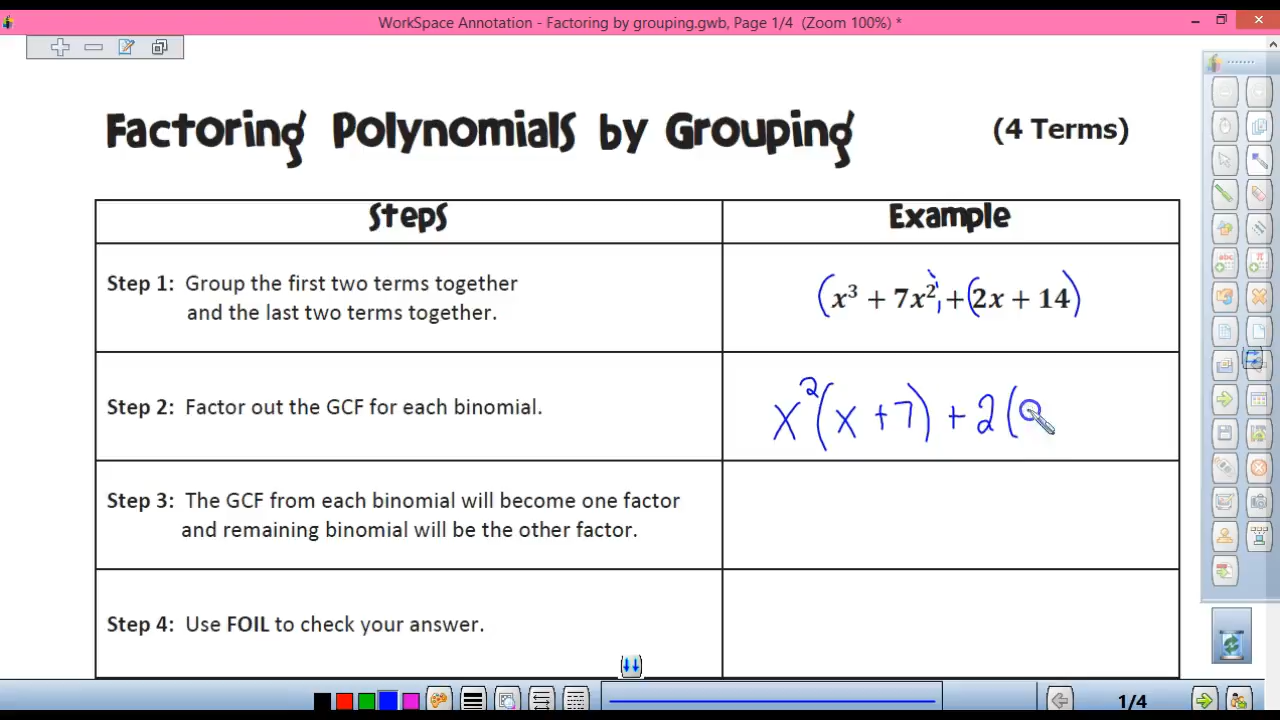 WorkSpace Annotation - Factoring by grouping.gwb, Page 1/4 (Zoom 100%) *
Factoring Polynomials by Grouping (4 Terms)
Steps Example
Step 1: Group the first two terms together
and the last two terms together.
(x³ + 7x²) + (2x + 14)
Step 2: Factor out the GCF for each binomial.
x²(x + 7) + 2(
Step 3: The GCF from each binomial will become one factor
and remaining binomial will be the other factor.
Step 4: Use FOIL to check your answer.
1/4